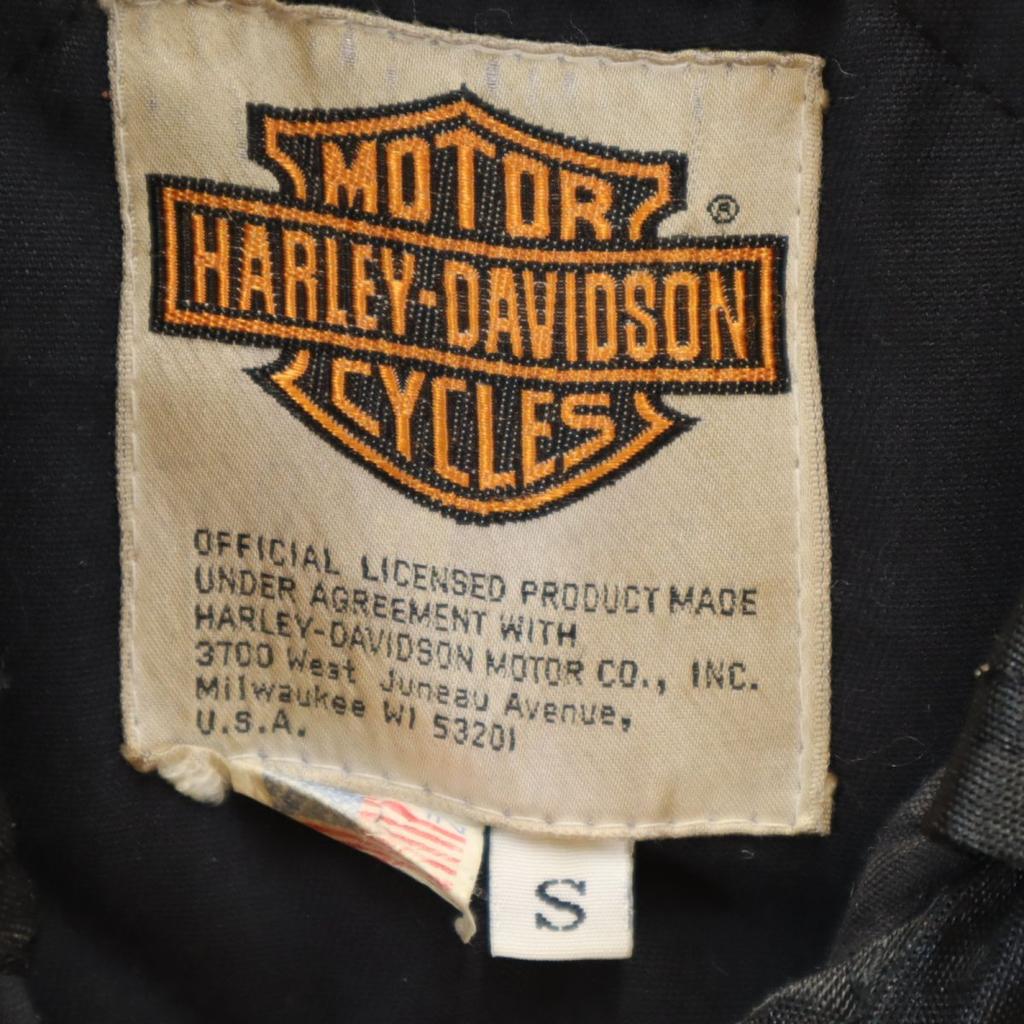 MOTOR
®
HARLEY-DAVIDSON
CYCLES
OFFICIAL LICENSED PRODUCT MADE
UNDER AGREEMENT WITH
HARLEY-DAVIDSON MOTOR CO., INC.
3700 West Juneau Avenue,
Milwaukee WI 53201
U.S.A.
S